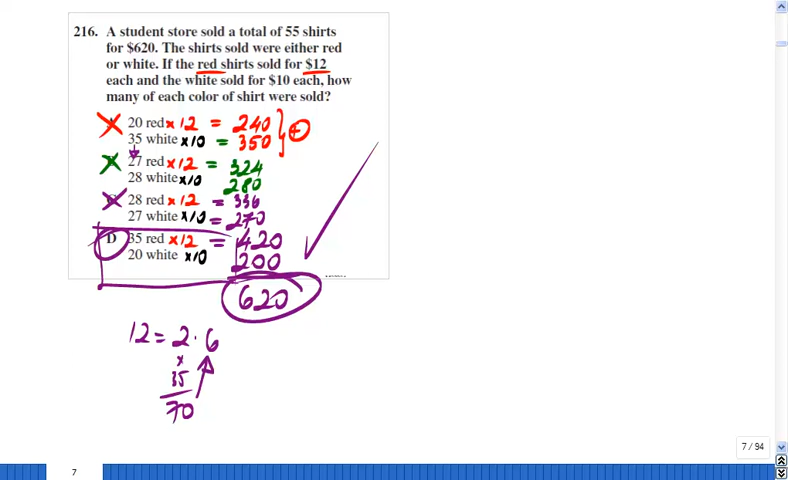 216. A student store sold a total of 55 shirts
for $620. The shirts sold were either red
or white. If the red shirts sold for $12
each and the white sold for $10 each, how
many of each color of shirt were sold?
20 red x 12 = 240
35 white x10 = 350 +
27 red x12 = 324
28 white x10 280
28 red x 12 = 336
27 white x10 = 270
D 35 red x12 = 420
20 white x10 200
620
12 = 2 · 6
x
35
70
7 / 94
7